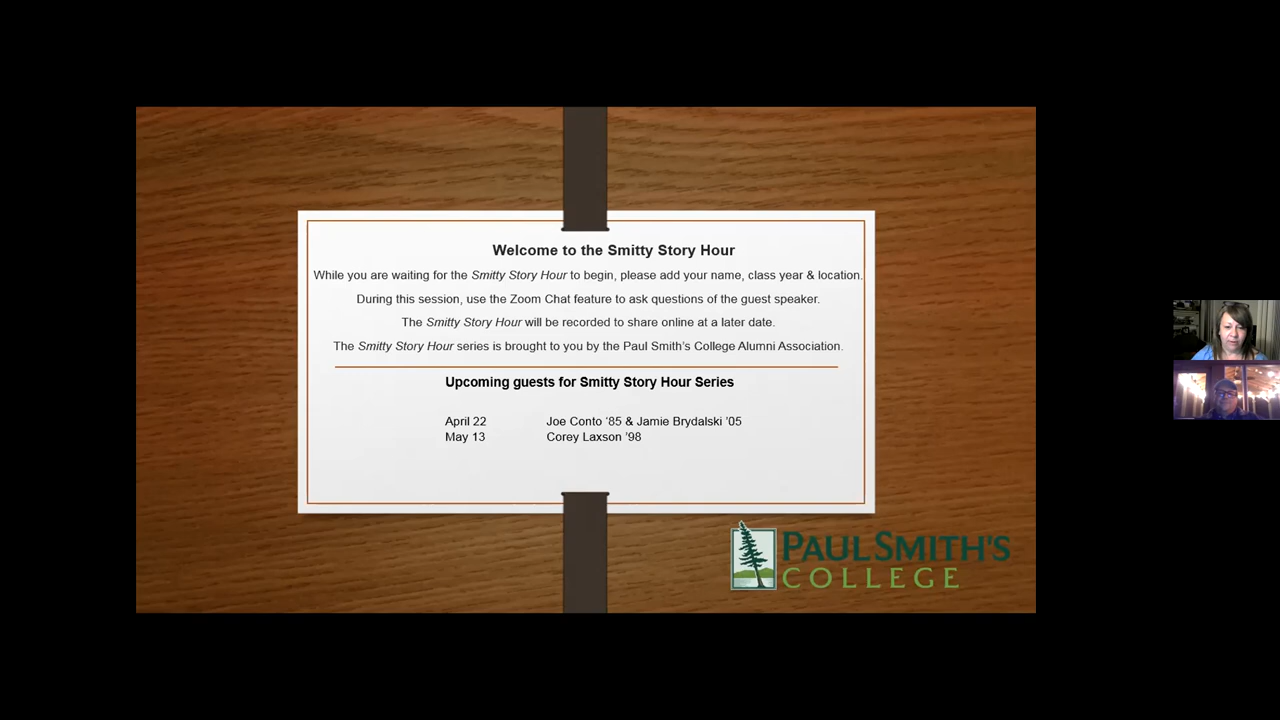 Welcome to the Smitty Story Hour
While you are waiting for the Smitty Story Hour to begin, please add your name, class year & location.
During this session, use the Zoom Chat feature to ask questions of the guest speaker.
The Smitty Story Hour will be recorded to share online at a later date.
The Smitty Story Hour series is brought to you by the Paul Smith's College Alumni Association.
Upcoming guests for Smitty Story Hour Series
April 22 Joe Conto '85 & Jamie Brydalski '05
May 13 Corey Laxson '98
PAUL SMITH'S
COLLEGE